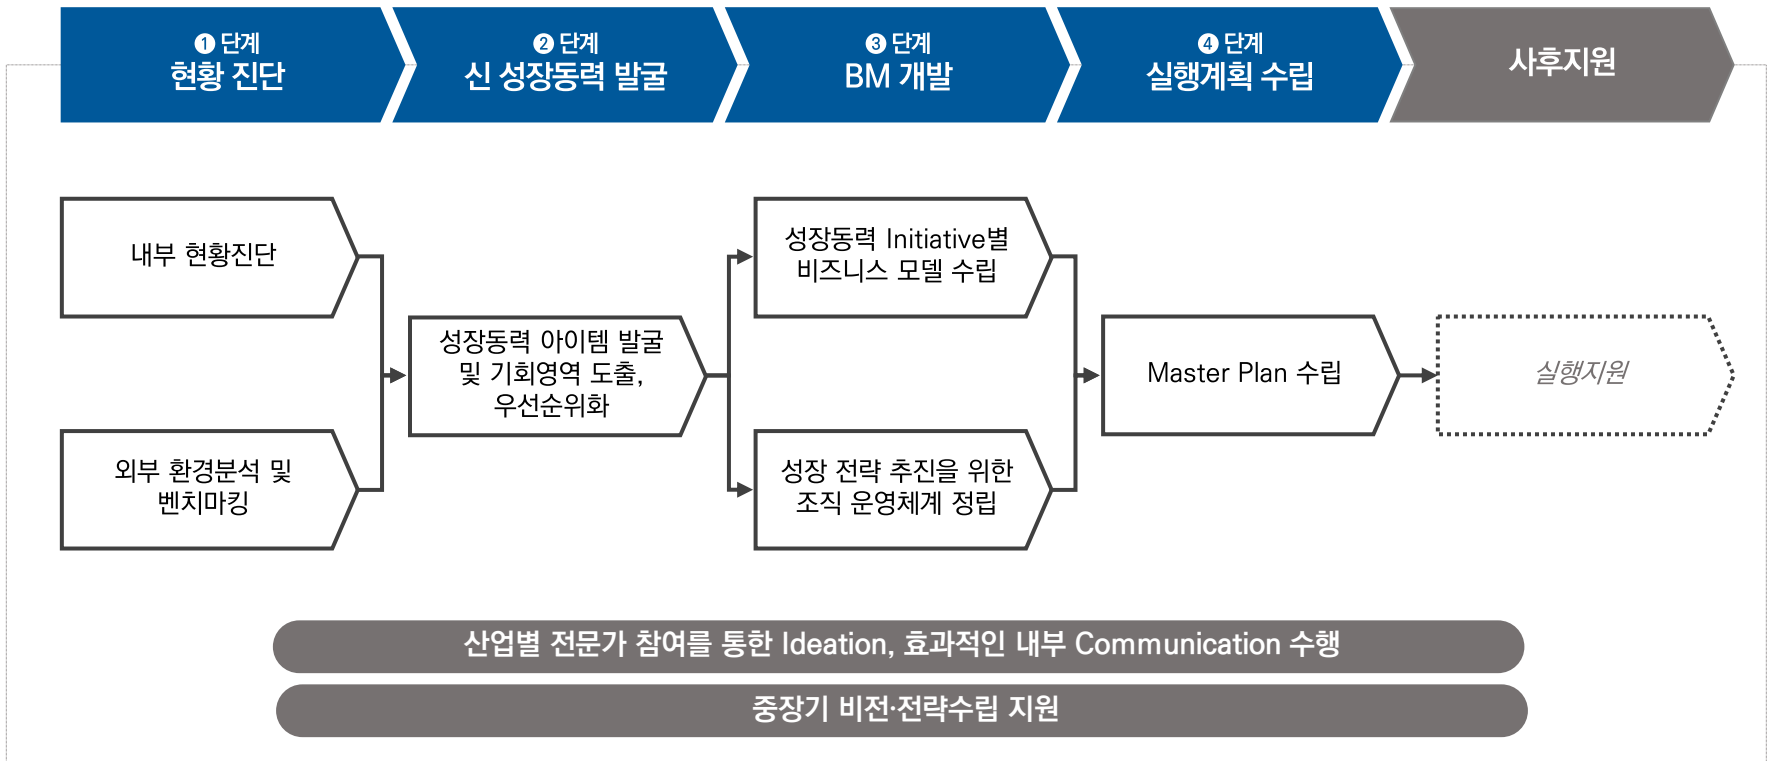 ❶ 단계
현황 진단
❷ 단계
신 성장동력 발굴
❸ 단계
BM 개발
❹ 단계
실행계획 수립
사후지원
내부 현황진단
외부 환경분석 및
벤치마킹
성장동력 아이템 발굴
및 기회영역 도출,
우선순위화
성장동력 Initiative별
비즈니스 모델 수립
성장 전략 추진을 위한
조직 운영체계 정립
Master Plan 수립
실행지원
산업별 전문가 참여를 통한 Ideation, 효과적인 내부 Communication 수행
중장기 비전·전략수립 지원